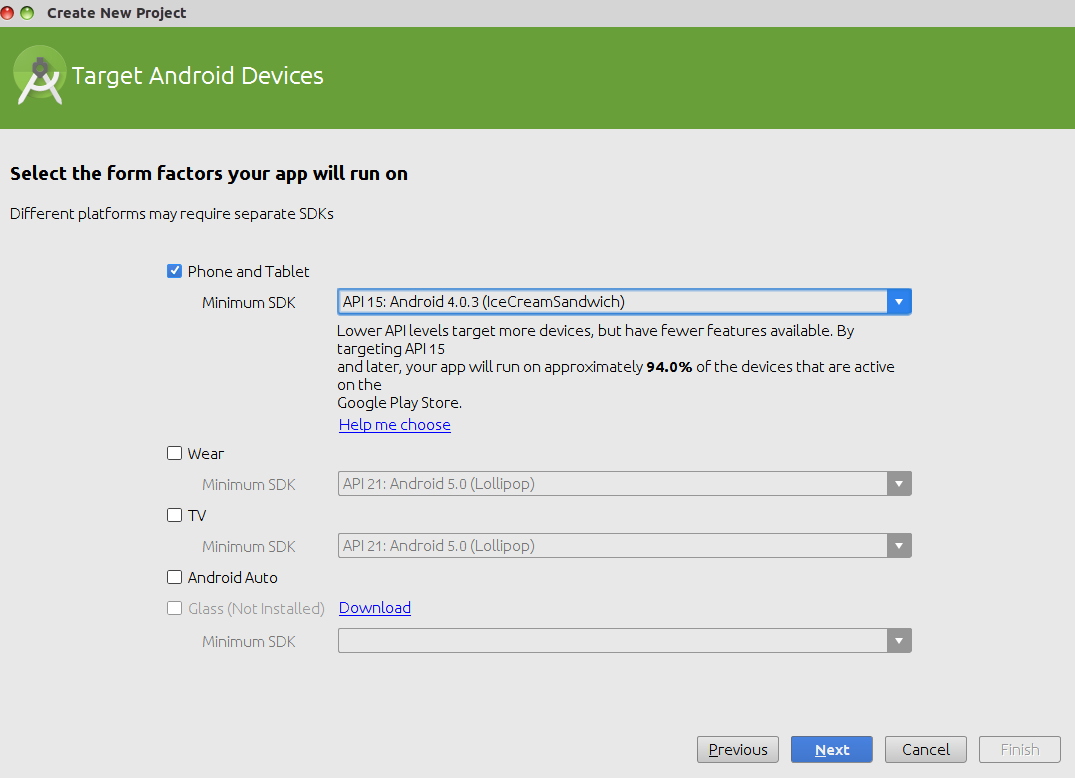 Create New Project
Target Android Devices
Select the form factors your app will run on
Different platforms may require separate SDKs
Phone and Tablet
Minimum SDK
API 15: Android 4.0.3 (IceCreamSandwich)
Lower API levels target more devices, but have fewer features available. By
targeting API 15
and later, your app will run on approximately 94.0% of the devices that are active
on the
Google Play Store.
Help me choose
Wear
Minimum SDK
API 21: Android 5.0 (Lollipop)
TV
Minimum SDK
API 21: Android 5.0 (Lollipop)
Android Auto
Glass (Not Installed)
Download
Minimum SDK
Previous
Next
Cancel
Finish